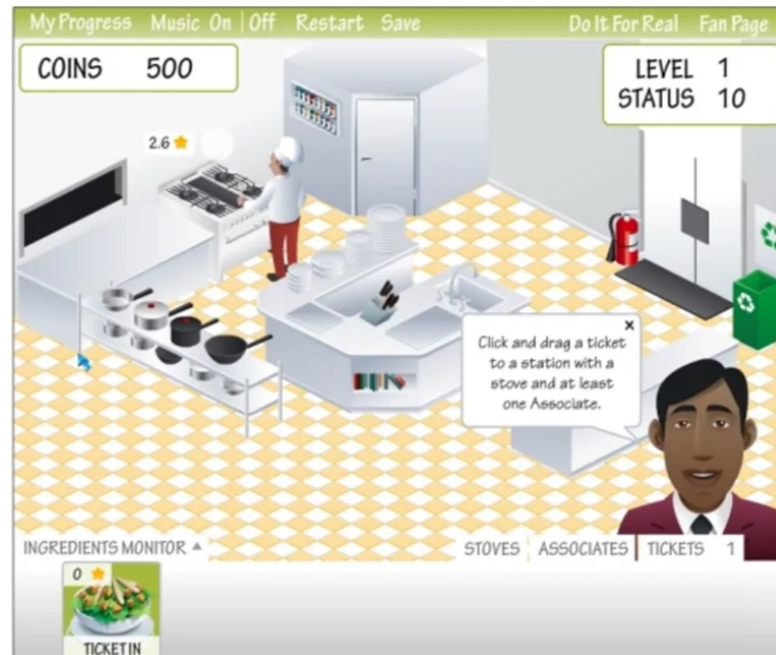 My Progress Music On | Off Restart Save Do It For Real Fan Page
COINS 500
LEVEL 1
STATUS 10
2.6
x
Click and drag a ticket
to a station with a
stove and at least
one Associate.
INGREDIENTS MONITOR
STOVES ASSOCIATES TICKETS 1
0
TICKET IN